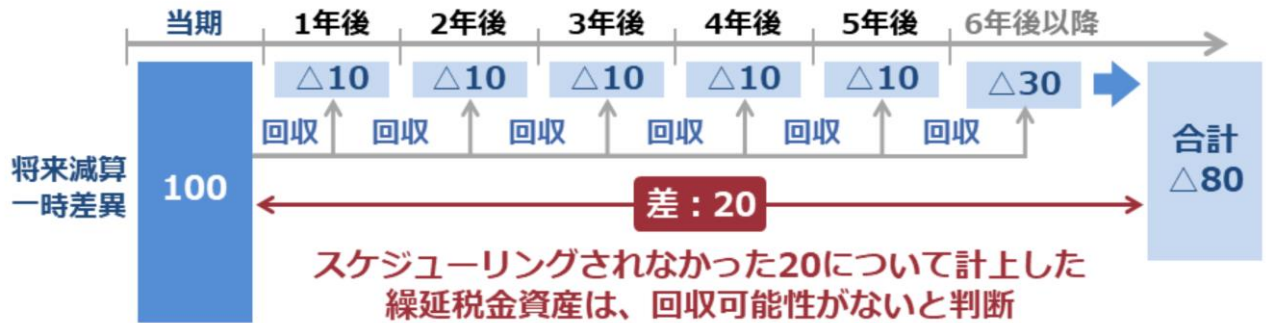 当期 1年後 2年後 3年後 4年後 5年後 6年後以降
△10 △10 △10 △10 △10 △30
回収 回収 回収 回収 回収 回収
将来減算
一時差異
100
合計
△80
差：20
スケジューリングされなかった20について計上した
繰延税金資産は、回収可能性がないと判断